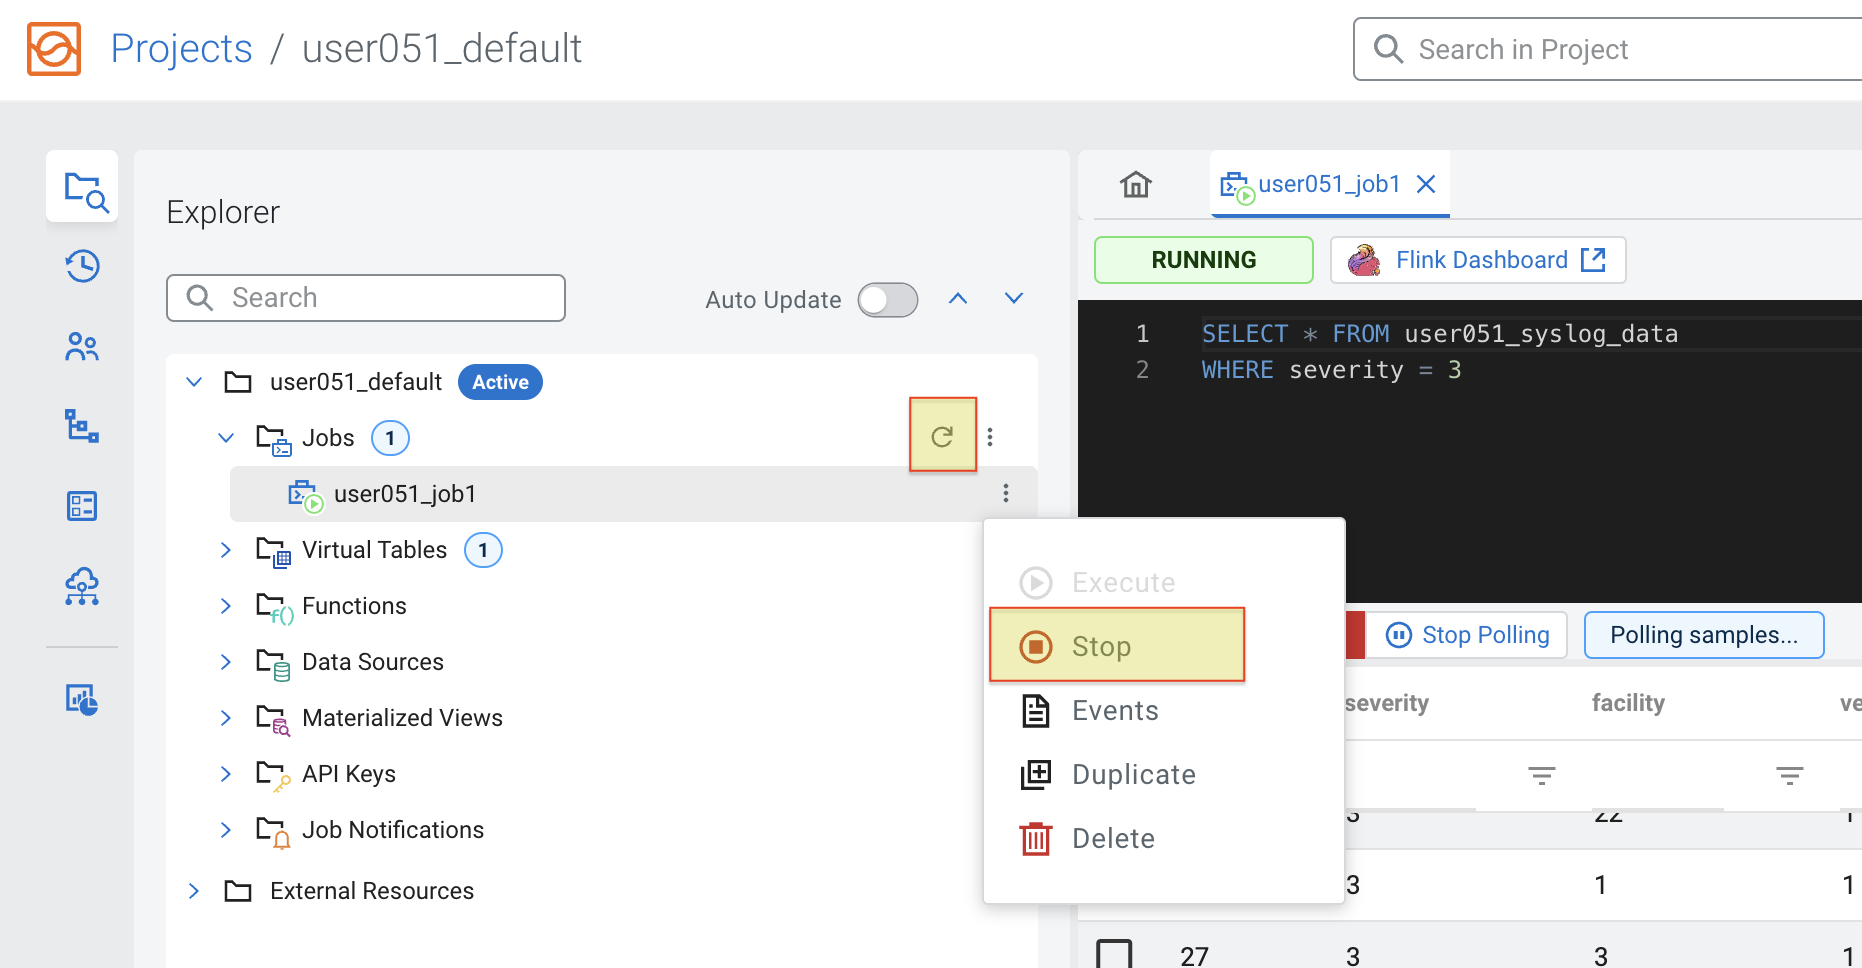 Projects / user051_default
Search in Project
Explorer
Search
Auto Update
user051_default Active
Jobs 1
user051_job1
Virtual Tables 1
Functions
Data Sources
Materialized Views
API Keys
Job Notifications
External Resources
user051_job1
RUNNING
Flink Dashboard
1 SELECT * FROM user051_syslog_data
2 WHERE severity = 3
Execute
Stop
Events
Duplicate
Delete
Stop Polling
Polling samples...
severity facility ve
3 22 1
3 1 1
27 3 3 1